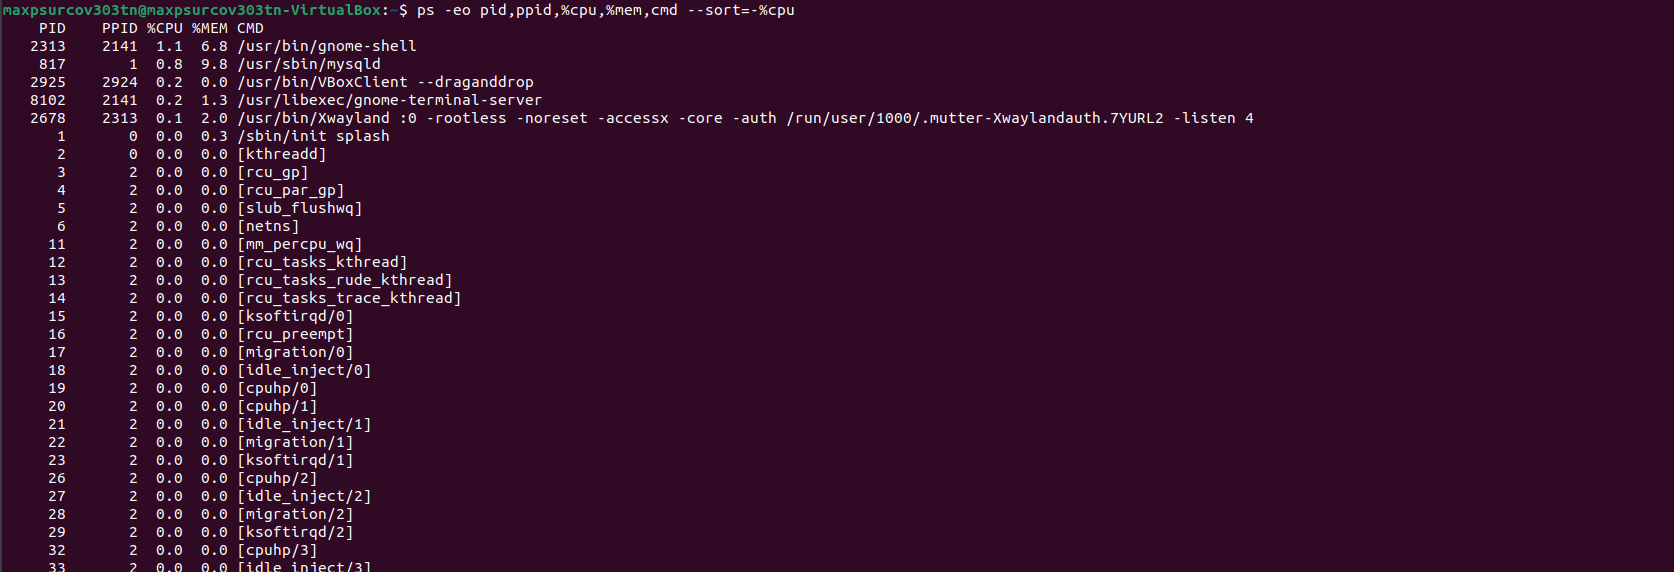 maxpsurcov303tn@maxpsurcov303tn-VirtualBox:~$ ps -eo pid,ppid,%cpu,%mem,cmd --sort=-%cpu
    PID    PPID %CPU %MEM CMD
   2313    2141  1.1  6.8 /usr/bin/gnome-shell
    817       1  0.8  9.8 /usr/sbin/mysqld
   2925    2924  0.2  0.0 /usr/bin/VBoxClient --draganddrop
   8102    2141  0.2  1.3 /usr/libexec/gnome-terminal-server
   2678    2313  0.1  2.0 /usr/bin/Xwayland :0 -rootless -noreset -accessx -core -auth /run/user/1000/.mutter-Xwaylandauth.7YURL2 -listen 4
      1       0  0.0  0.3 /sbin/init splash
      2       0  0.0  0.0 [kthreadd]
      3       2  0.0  0.0 [rcu_gp]
      4       2  0.0  0.0 [rcu_par_gp]
      5       2  0.0  0.0 [slub_flushwq]
      6       2  0.0  0.0 [netns]
     11       2  0.0  0.0 [mm_percpu_wq]
     12       2  0.0  0.0 [rcu_tasks_kthread]
     13       2  0.0  0.0 [rcu_tasks_rude_kthread]
     14       2  0.0  0.0 [rcu_tasks_trace_kthread]
     15       2  0.0  0.0 [ksoftirqd/0]
     16       2  0.0  0.0 [rcu_preempt]
     17       2  0.0  0.0 [migration/0]
     18       2  0.0  0.0 [idle_inject/0]
     19       2  0.0  0.0 [cpuhp/0]
     20       2  0.0  0.0 [cpuhp/1]
     21       2  0.0  0.0 [idle_inject/1]
     22       2  0.0  0.0 [migration/1]
     23       2  0.0  0.0 [ksoftirqd/1]
     26       2  0.0  0.0 [cpuhp/2]
     27       2  0.0  0.0 [idle_inject/2]
     28       2  0.0  0.0 [migration/2]
     29       2  0.0  0.0 [ksoftirqd/2]
     32       2  0.0  0.0 [cpuhp/3]
     33       2  0.0  0.0 [idle_inject/3]